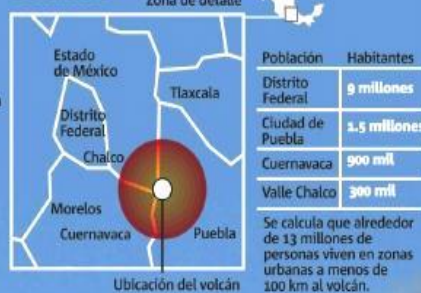 Zona de detalle
Estado
de México
Tlaxcala
Distrito
Federal
Chalco
Morelos
Cuernavaca
Puebla
Ubicación del volcán
Población Habitantes
Distrito
Federal
9 millones
Ciudad de
Puebla
1.5 millones
Cuernavaca 900 mil
Valle Chalco 300 mil
Se calcula que alrededor
de 13 millones de
personas viven en zonas
urbanas a menos de
100 km al volcán.